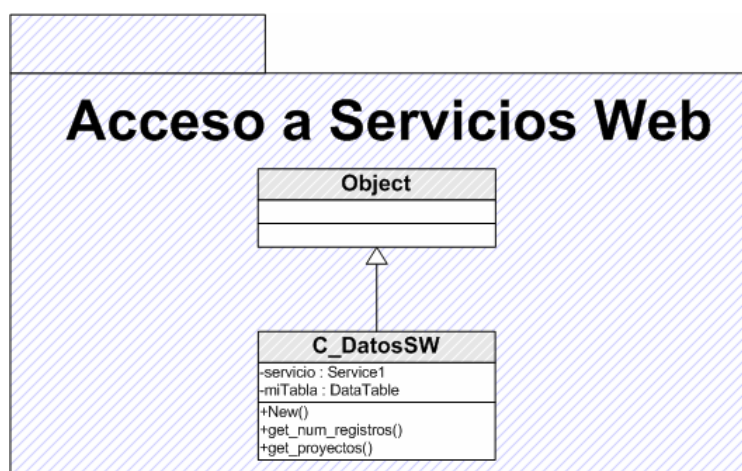 Acceso a Servicios Web
Object
C_DatosSW
-servicio : Service1
-miTabla : DataTable
+New()
+get_num_registros()
+get_proyectos()